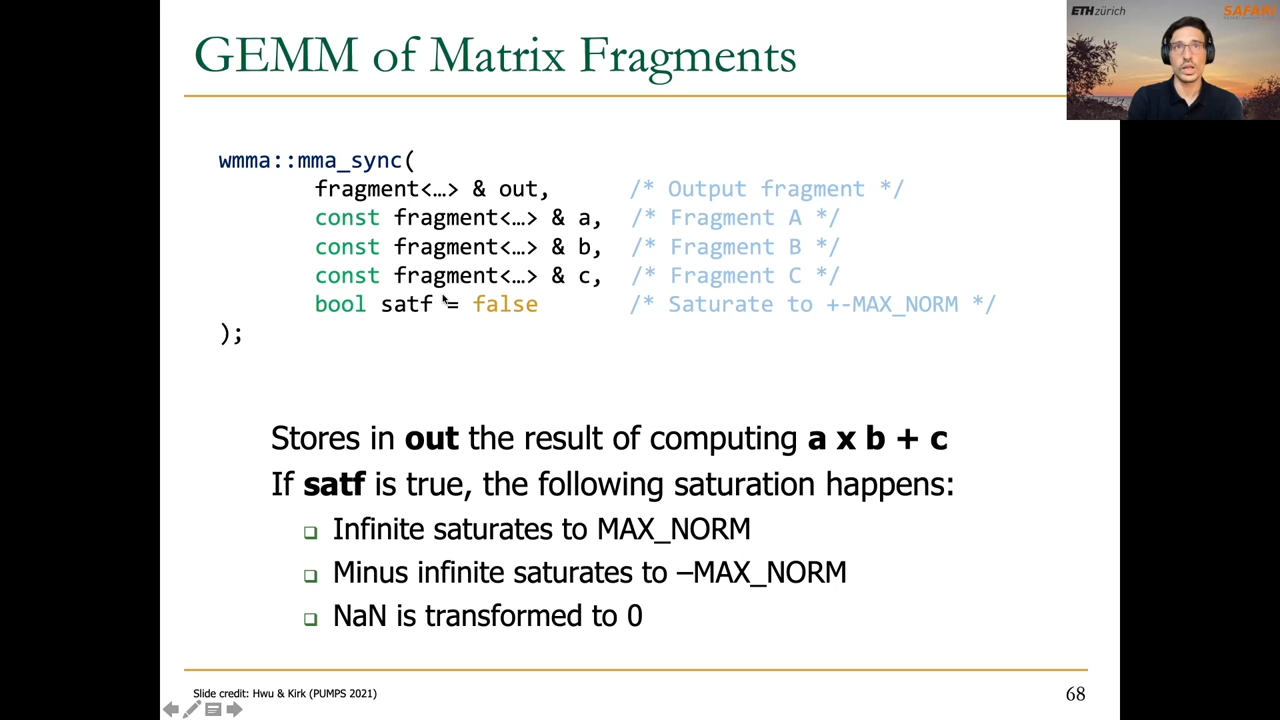 GEMM of Matrix Fragments
ETHzürich
SAFARI
wmma::mma_sync(
fragment<…> & out, /* Output fragment */
const fragment<…> & a, /* Fragment A */
const fragment<…> & b, /* Fragment B */
const fragment<…> & c, /* Fragment C */
bool satf = false /* Saturate to +-MAX_NORM */
);
Stores in out the result of computing a x b + c
If satf is true, the following saturation happens:
Infinite saturates to MAX_NORM
Minus infinite saturates to –MAX_NORM
NaN is transformed to 0
Slide credit: Hwu & Kirk (PUMPS 2021)
68